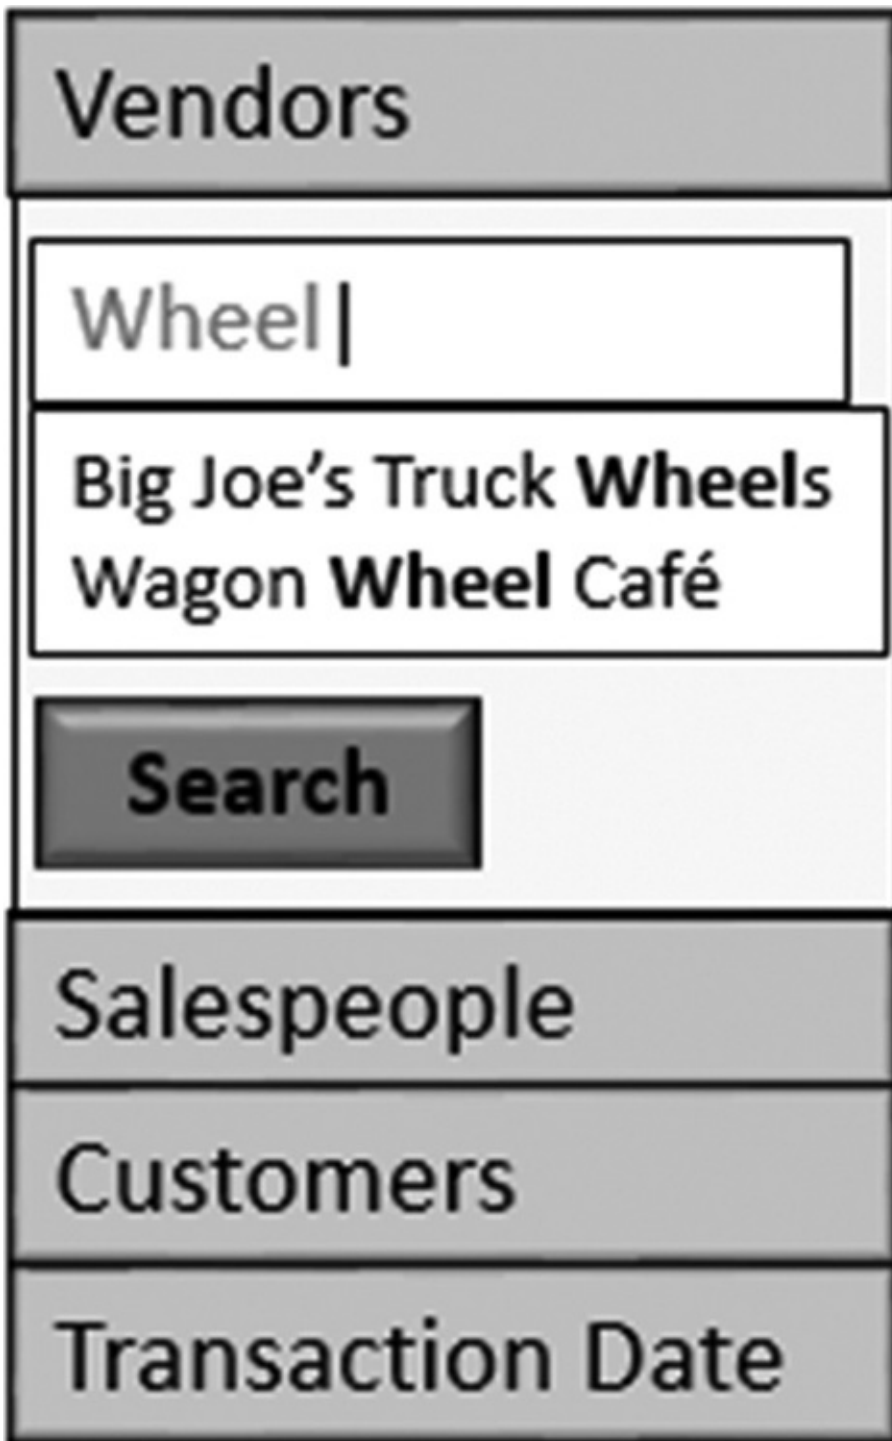 Vendors
Wheel
Big Joe’s Truck Wheels
Wagon Wheel Café
Search
Salespeople
Customers
Transaction Date